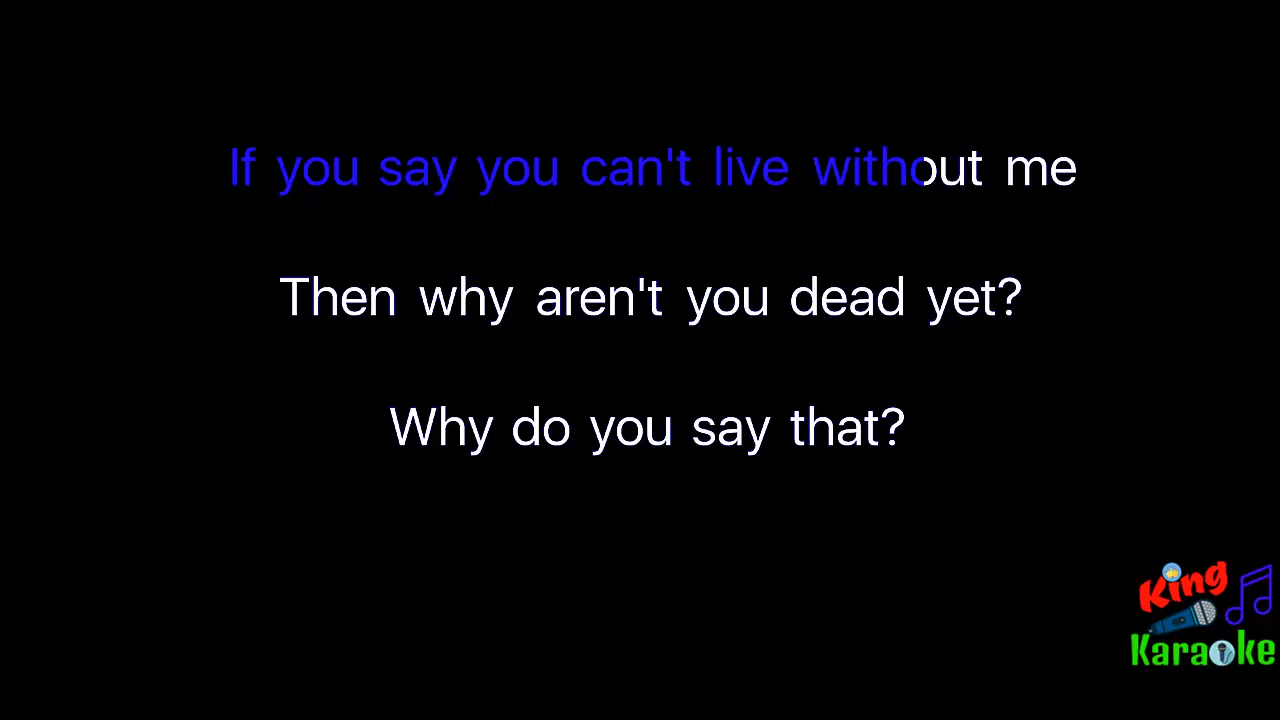 If you say you can't live without me
Then why aren't you dead yet?
Why do you say that?
King
Karaoke